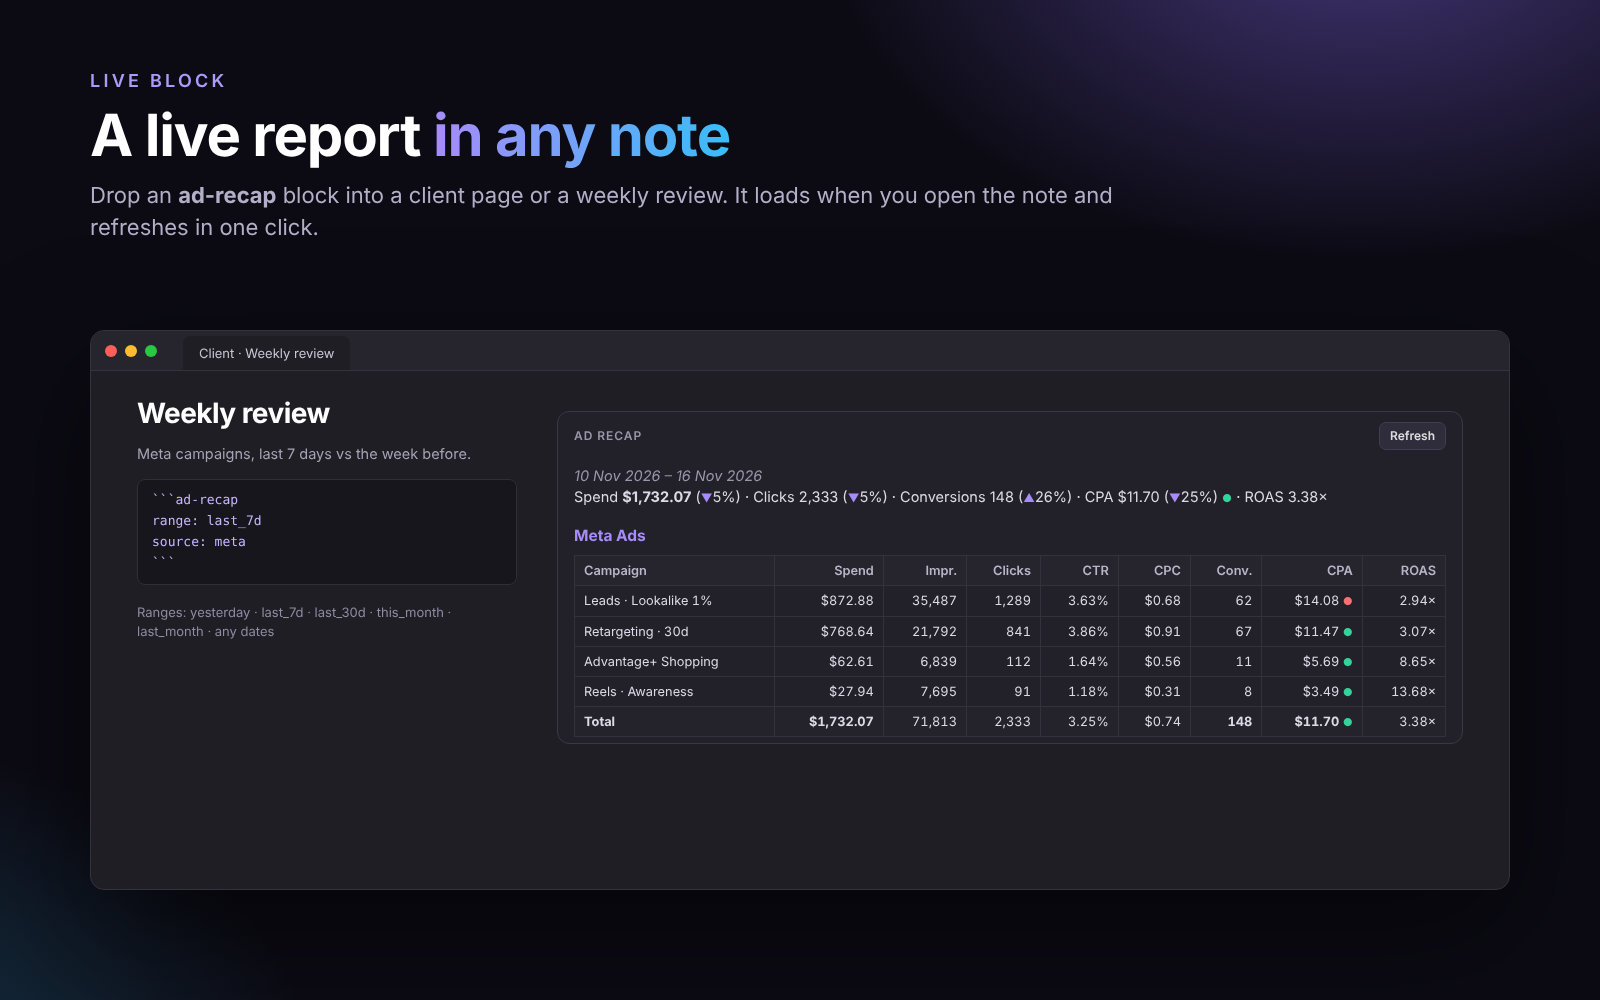 LIVE BLOCK
A live report in any note
Drop an ad-recap block into a client page or a weekly review. It loads when you open the note and
refreshes in one click.
Client · Weekly review
Weekly review
Meta campaigns, last 7 days vs the week before.
```ad-recap
range: last_7d
source: meta
```
Ranges: yesterday · last_7d · last_30d · this_month ·
last_month · any dates
AD RECAP
Refresh
10 Nov 2026 – 16 Nov 2026
Spend $1,732.07 (▼5%) · Clicks 2,333 (▼5%) · Conversions 148 (▲26%) · CPA $11.70 (▼25%) ● · ROAS 3.38×
Meta Ads
Campaign Spend Impr. Clicks CTR CPC Conv. CPA ROAS
Leads · Lookalike 1% $872.88 35,487 1,289 3.63% $0.68 62 $14.08 ● 2.94×
Retargeting · 30d $768.64 21,792 841 3.86% $0.91 67 $11.47 ● 3.07×
Advantage+ Shopping $62.61 6,839 112 1.64% $0.56 11 $5.69 ● 8.65×
Reels · Awareness $27.94 7,695 91 1.18% $0.31 8 $3.49 ● 13.68×
Total $1,732.07 71,813 2,333 3.25% $0.74 148 $11.70 ● 3.38×